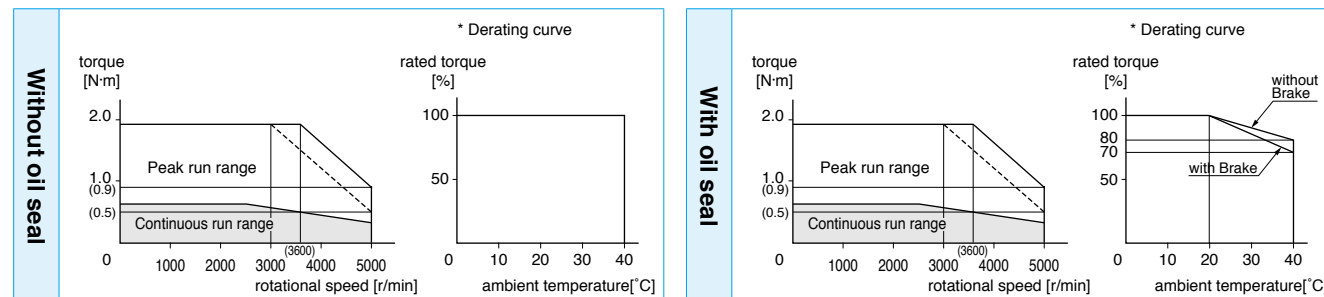 Without oil seal
* Derating curve
torque
[N·m]
2.0
1.0
(0.9)
(0.5)
0
Peak run range
Continuous run range
(3600)
1000 2000 3000 4000 5000
rotational speed [r/min]
rated torque
[%]
100
50
0 10 20 30 40
ambient temperature[˚C]
With oil seal
* Derating curve
torque
[N·m]
2.0
1.0
(0.9)
(0.5)
0
Peak run range
Continuous run range
(3600)
1000 2000 3000 4000 5000
rotational speed [r/min]
rated torque
[%]
without
Brake
100
80
70
50
with Brake
0 10 20 30 40
ambient temperature[˚C]